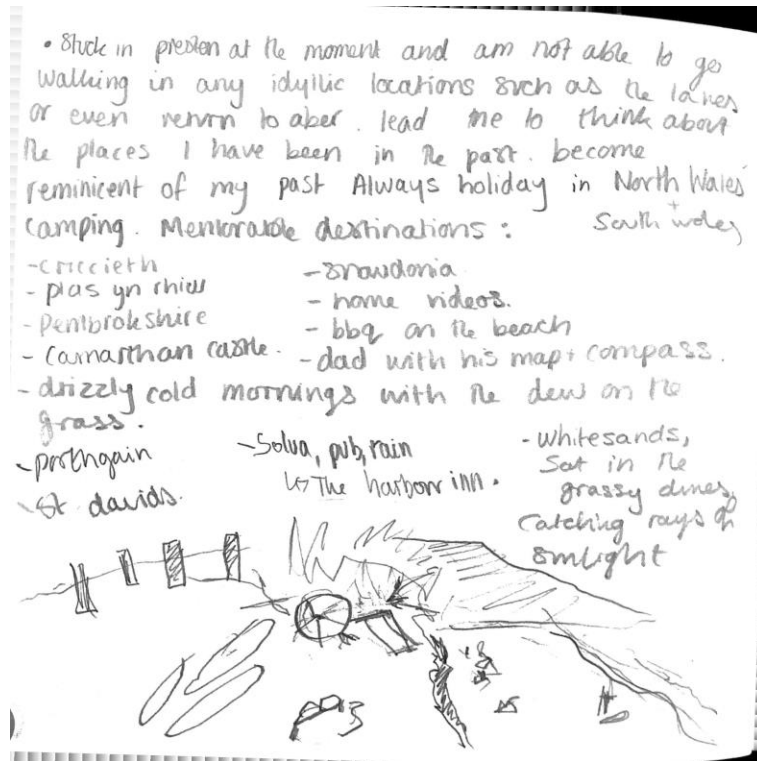 • Stuck in preston at the moment and am not able to go
walking in any idyllic locations such as the lakes
or even return to aber. lead me to think about
the places I have been in the past. become
reminicent of my past Always holiday in North Wales
+ South wales
camping. Memorable destinations:
- criccieth
- plas yn rhiw
- Pembrokeshire
- Camarthan castle.
- snowdonia
- home videos.
- bbq on the beach
- dad with his map + compass.
- drizzly cold mornings with the dew on the
grass.
- porthgain
- St davids.
- Solva, pub, rain
↳ The harbour inn.
- whitesands,
Sat in the
grassy dunes,
Catching rays of
sunlight